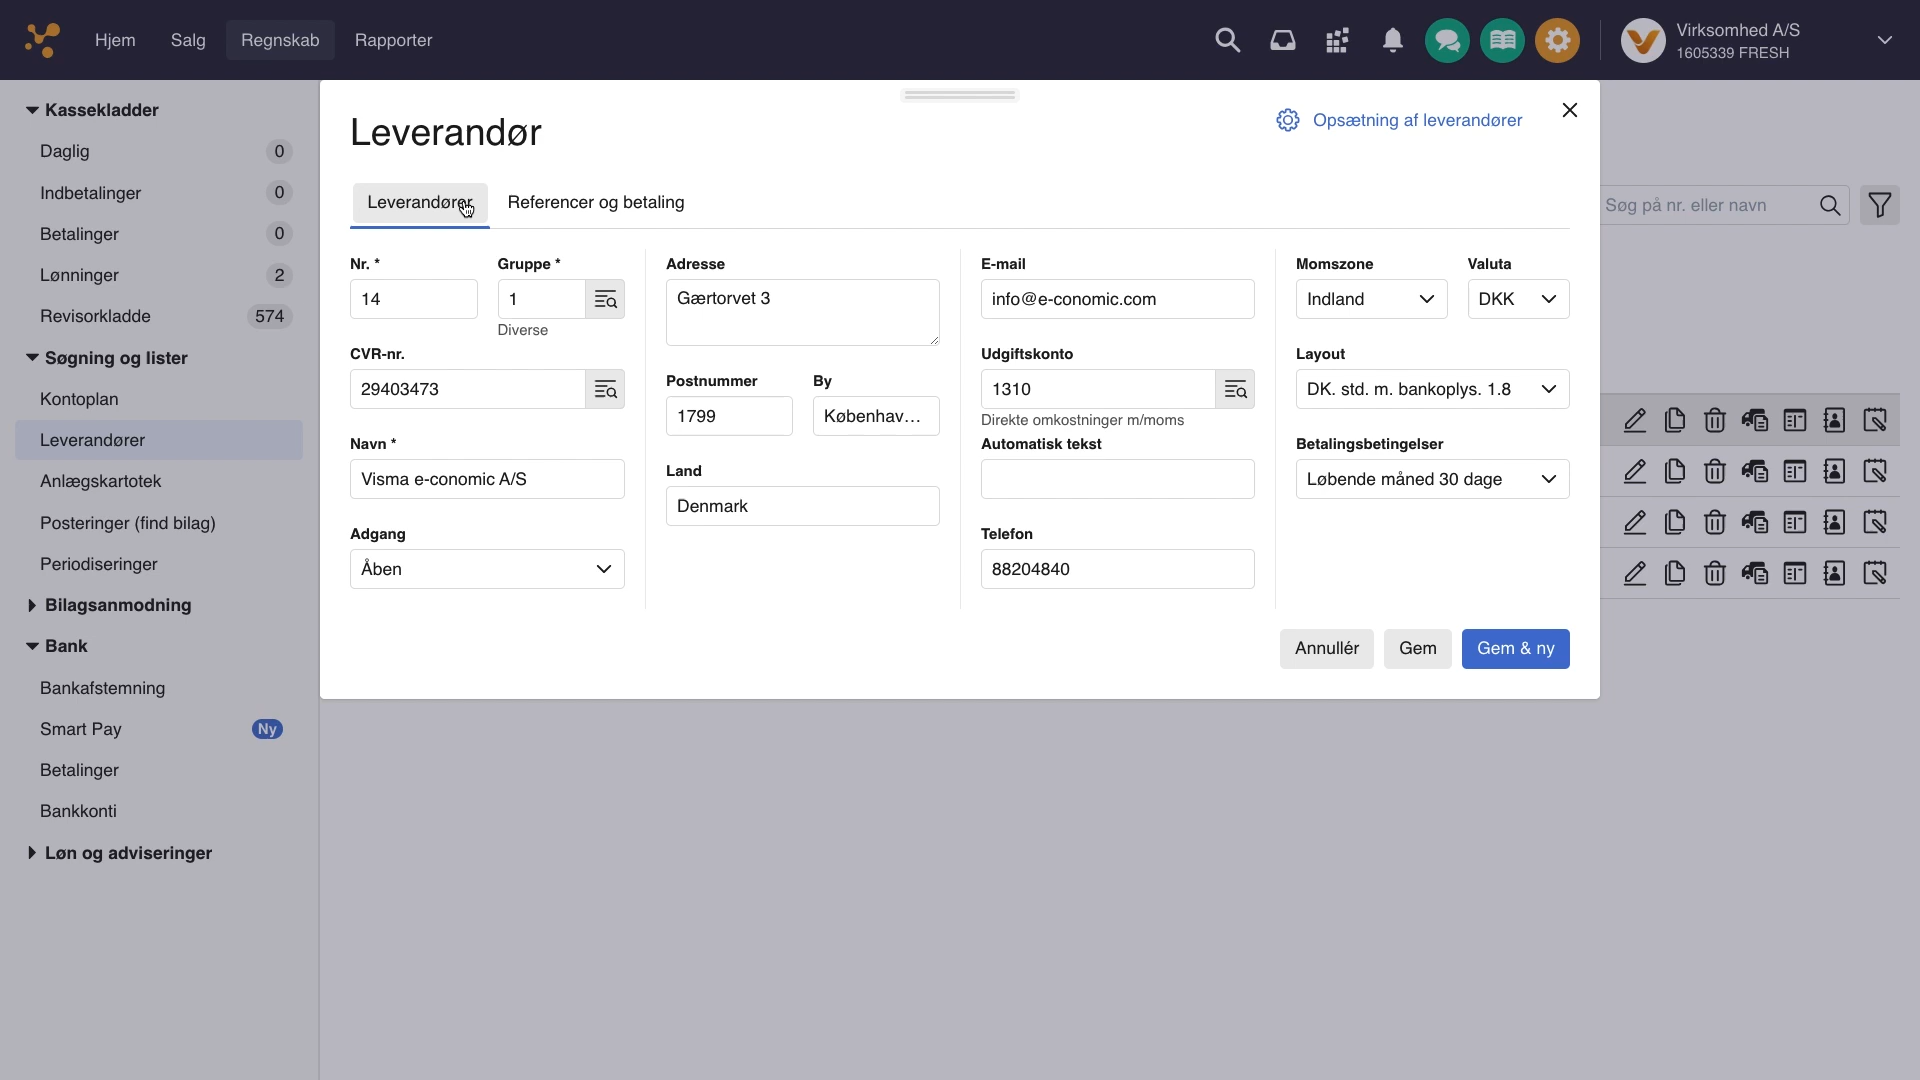 Hjem
Salg
Regnskab
Rapporter
Virksomhed A/S
1605339 FRESH
Kassekladder
Daglig 0
Indbetalinger 0
Betalinger 0
Lønninger 2
Revisorkladde 574
Søgning og lister
Kontoplan
Leverandører
Anlægskartotek
Posteringer (find bilag)
Periodiseringer
Bilagsanmodning
Bank
Bankafstemning
Smart Pay Ny
Betalinger
Bankkonti
Løn og adviseringer
Leverandør
Opsætning af leverandører
Leverandører
Referencer og betaling
Søg på nr. eller navn
Nr. *
14
Gruppe *
1
Diverse
CVR-nr.
29403473
Navn *
Visma e-conomic A/S
Adgang
Åben
Adresse
Gærtorvet 3
Postnummer
1799
By
Københav...
Land
Denmark
E-mail
info@e-conomic.com
Udgiftskonto
1310
Direkte omkostninger m/moms
Automatisk tekst
Telefon
88204840
Momszone
Indland
Valuta
DKK
Layout
DK. std. m. bankoplys. 1.8
Betalingsbetingelser
Løbende måned 30 dage
Annullér
Gem
Gem & ny